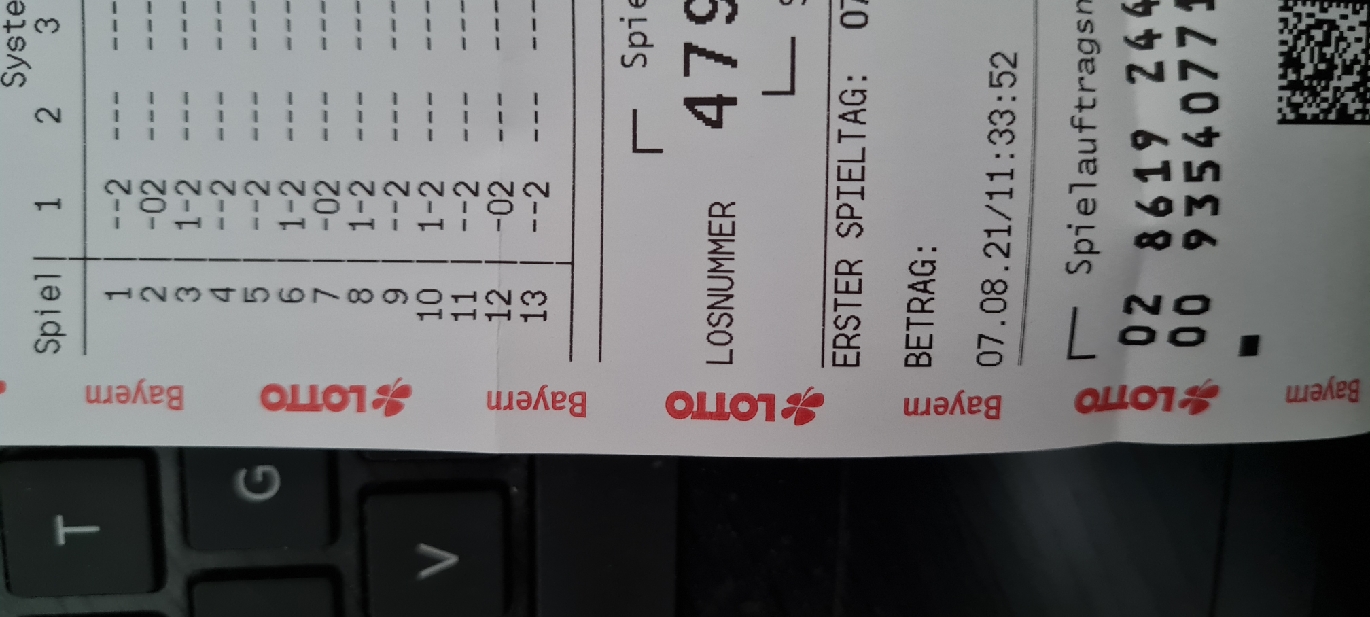 Syste
Spiel 1 2 3
1 --2 --- ---
2 -02 --- ---
3 1-2 --- ---
4 --2 --- ---
5 --2 --- ---
6 1-2 --- ---
7 -02 --- ---
8 1-2 --- ---
9 --2 --- ---
10 1-2 --- ---
11 --2 --- ---
12 -02 --- ---
13 --2 --- ---
Spie
LOSNUMMER 479
ERSTER SPIELTAG: 07
BETRAG:
07.08.21/11:33:52
Spielauftragsn
02 8619 244
00 93540771
Bayern
LOTTO
Bayern
LOTTO
Bayern
LOTTO
Bayern
T
G
V